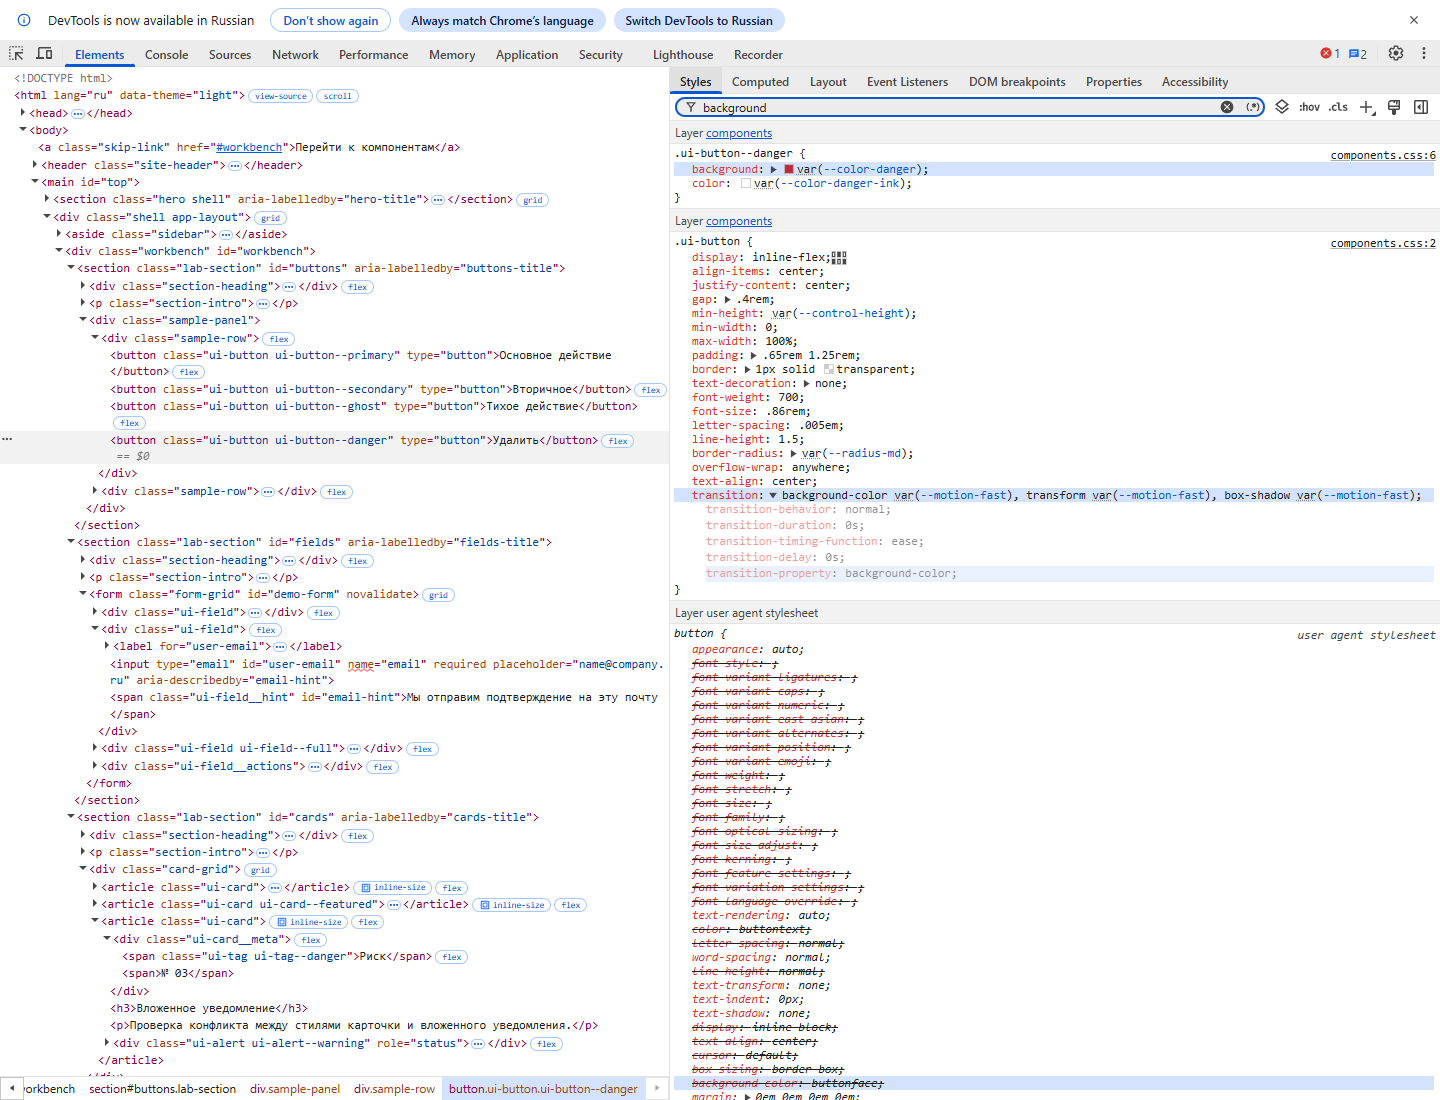 DevTools is now available in Russian
Don't show again
Always match Chrome's language
Switch DevTools to Russian
Elements
Console
Sources
Network
Performance
Memory
Application
Security
Lighthouse
Recorder
1
2
<!DOCTYPE html>
<html lang="ru" data-theme="light"> view-source scroll
<head> </head>
<body>
<a class="skip-link" href="#workbench">Перейти к компонентам</a>
<header class="site-header"> </header>
<main id="top">
<section class="hero shell" aria-labelledby="hero-title"> </section> grid
<div class="shell app-layout"> grid
<aside class="sidebar"> </aside>
<div class="workbench" id="workbench">
<section class="lab-section" id="buttons" aria-labelledby="buttons-title">
<div class="section-heading"> </div> flex
<p class="section-intro"> </p>
<div class="sample-panel">
<div class="sample-row"> flex
<button class="ui-button ui-button--primary" type="button">Основное действие
</button> flex
<button class="ui-button ui-button--secondary" type="button">Вторичное</button> flex
<button class="ui-button ui-button--ghost" type="button">Тихое действие</button>
flex
<button class="ui-button ui-button--danger" type="button">Удалить</button> flex
== $0
</div>
<div class="sample-row"> </div> flex
</div>
</section>
<section class="lab-section" id="fields" aria-labelledby="fields-title">
<div class="section-heading"> </div> flex
<p class="section-intro"> </p>
<form class="form-grid" id="demo-form" novalidate> grid
<div class="ui-field"> </div> flex
<div class="ui-field"> flex
<label for="user-email"> </label>
<input type="email" id="user-email" name="email" required placeholder="name@company.
ru" aria-describedby="email-hint">
<span class="ui-field__hint" id="email-hint">Мы отправим подтверждение на эту почту
</span>
</div>
<div class="ui-field ui-field--full"> </div> flex
<div class="ui-field__actions"> </div> flex
</form>
</section>
<section class="lab-section" id="cards" aria-labelledby="cards-title">
<div class="section-heading"> </div> flex
<p class="section-intro"> </p>
<div class="card-grid"> grid
<article class="ui-card"> </article> inline-size flex
<article class="ui-card ui-card--featured"> </article> inline-size flex
<article class="ui-card"> inline-size flex
<div class="ui-card__meta"> flex
<span class="ui-tag ui-tag--danger">Риск</span> flex
<span>№ 03</span>
</div>
<h3>Вложенное уведомление</h3>
<p>Проверка конфликта между стилями карточки и вложенного уведомления.</p>
<div class="ui-alert ui-alert--warning" role="status"> </div> flex
</article>
</div>
orkbench section#buttons.lab-section div.sample-panel div.sample-row button.ui-button.ui-button--danger
Styles
Computed
Layout
Event Listeners
DOM breakpoints
Properties
Accessibility
background
(.*)
:hov .cls
Layer components
.ui-button--danger { components.css:6
background: var(--color-danger);
color: var(--color-danger-ink);
}
Layer components
.ui-button { components.css:2
display: inline-flex;
align-items: center;
justify-content: center;
gap: .4rem;
min-height: var(--control-height);
min-width: 0;
max-width: 100%;
padding: .65rem 1.25rem;
border: 1px solid transparent;
text-decoration: none;
font-weight: 700;
font-size: .86rem;
letter-spacing: .005em;
line-height: 1.5;
border-radius: var(--radius-md);
overflow-wrap: anywhere;
text-align: center;
transition: background-color var(--motion-fast), transform var(--motion-fast), box-shadow var(--motion-fast);
transition-behavior: normal;
transition-duration: 0s;
transition-timing-function: ease;
transition-delay: 0s;
transition-property: background-color;
}
Layer user agent stylesheet
button { user agent stylesheet
appearance: auto;
font-style: ;
font-variant-ligatures: ;
font-variant-caps: ;
font-variant-numeric: ;
font-variant-east-asian: ;
font-variant-alternates: ;
font-variant-position: ;
font-variant-emoji: ;
font-weight: ;
font-stretch: ;
font-size: ;
font-family: ;
font-optical-sizing: ;
font-size-adjust: ;
font-kerning: ;
font-feature-settings: ;
font-variation-settings: ;
font-language-override: ;
text-rendering: auto;
color: buttontext;
letter-spacing: normal;
word-spacing: normal;
line-height: normal;
text-transform: none;
text-indent: 0px;
text-shadow: none;
display: inline-block;
text-align: center;
cursor: default;
box-sizing: border-box;
background-color: buttonface;
margin: 0em 0em 0em 0em;